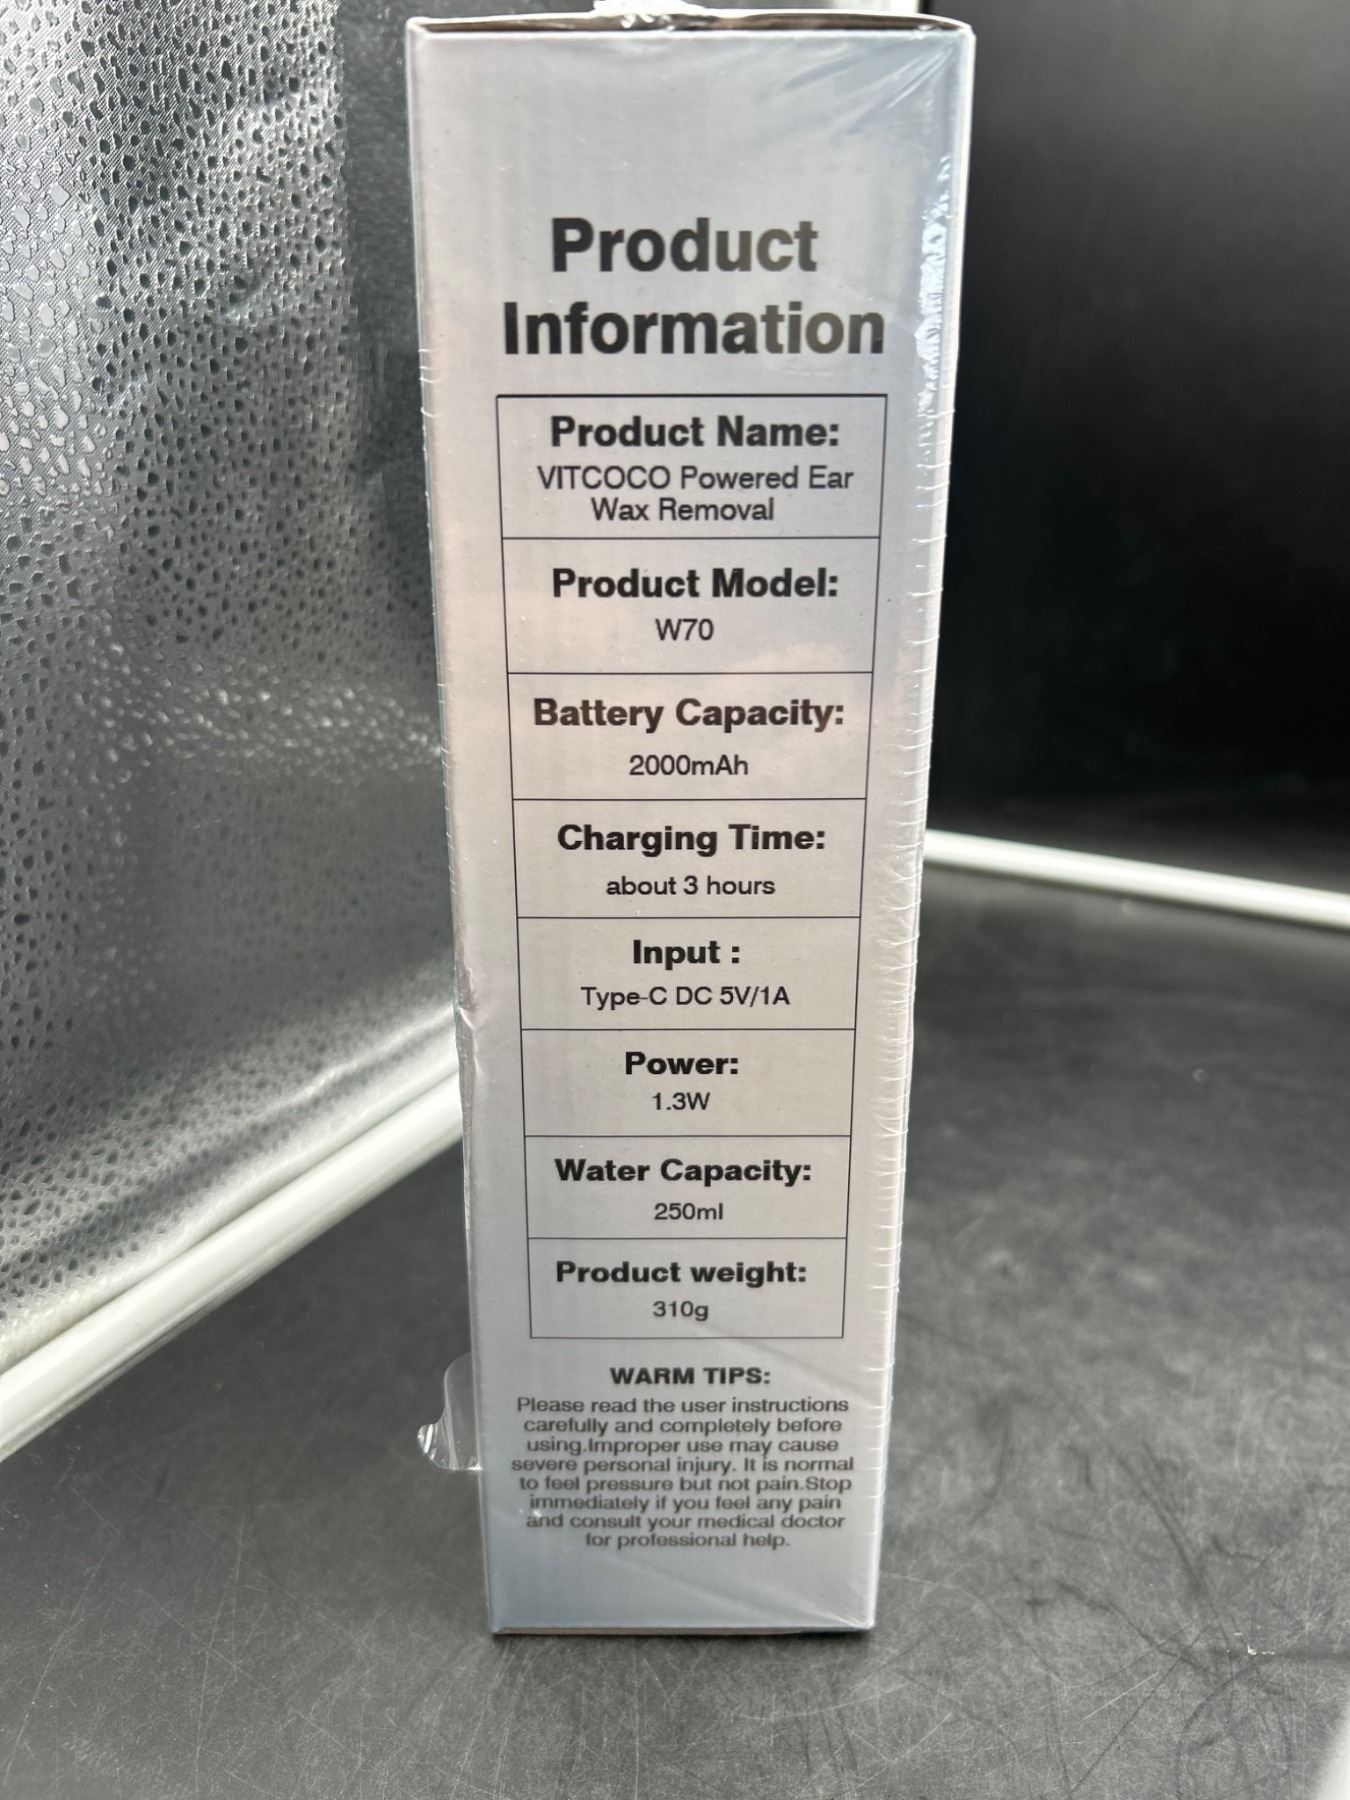 Product
Information
Product Name:
VITCOCO Powered Ear
Wax Removal
Product Model:
W70
Battery Capacity:
2000mAh
Charging Time:
about 3 hours
Input :
Type-C DC 5V/1A
Power:
1.3W
Water Capacity:
250ml
Product weight:
310g
WARM TIPS:
Please read the user instructions
carefully and completely before
using.Improper use may cause
severe personal injury. It is normal
to feel pressure but not pain.Stop
immediately if you feel any pain
and consult your medical doctor
for professional help.